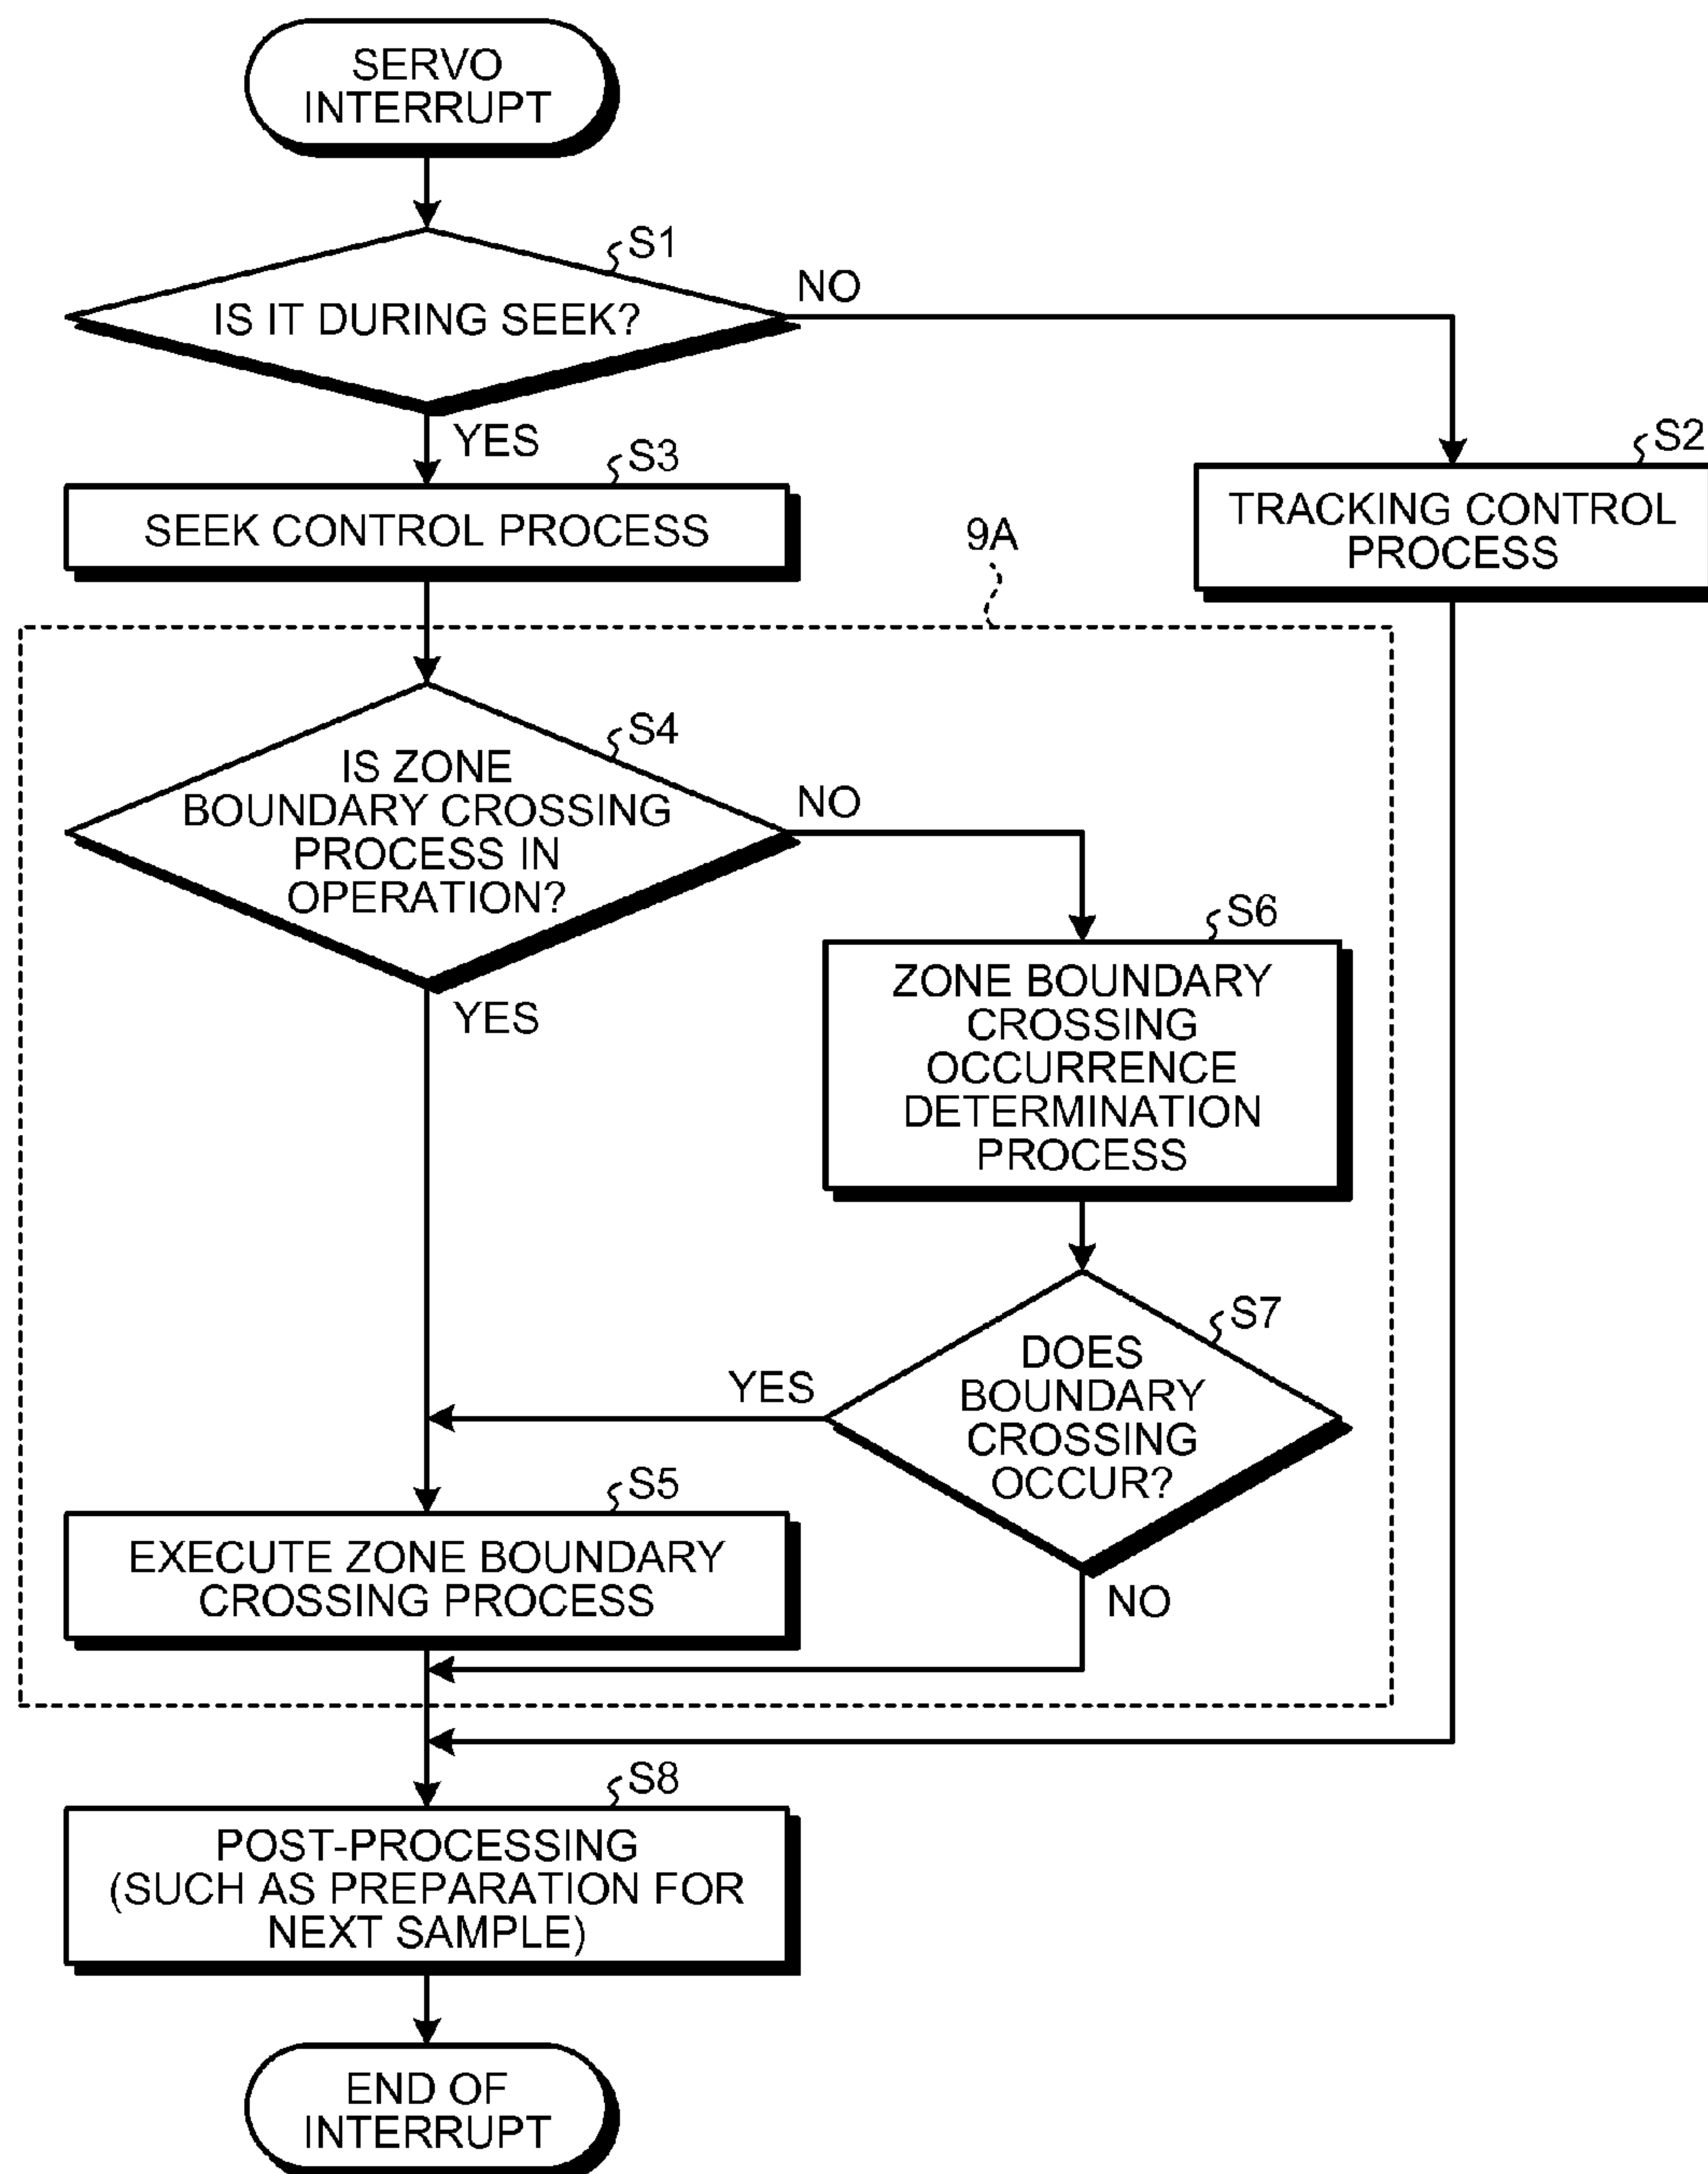 SERVO
INTERRUPT
S1
IS IT DURING SEEK?
NO
YES
S3
SEEK CONTROL PROCESS
S2
TRACKING CONTROL
PROCESS
9A
S4
IS ZONE
BOUNDARY CROSSING
PROCESS IN
OPERATION?
NO
YES
S6
ZONE BOUNDARY
CROSSING
OCCURRENCE
DETERMINATION
PROCESS
S7
DOES
BOUNDARY
CROSSING
OCCUR?
YES
NO
S5
EXECUTE ZONE BOUNDARY
CROSSING PROCESS
S8
POST-PROCESSING
(SUCH AS PREPARATION FOR
NEXT SAMPLE)
END OF
INTERRUPT